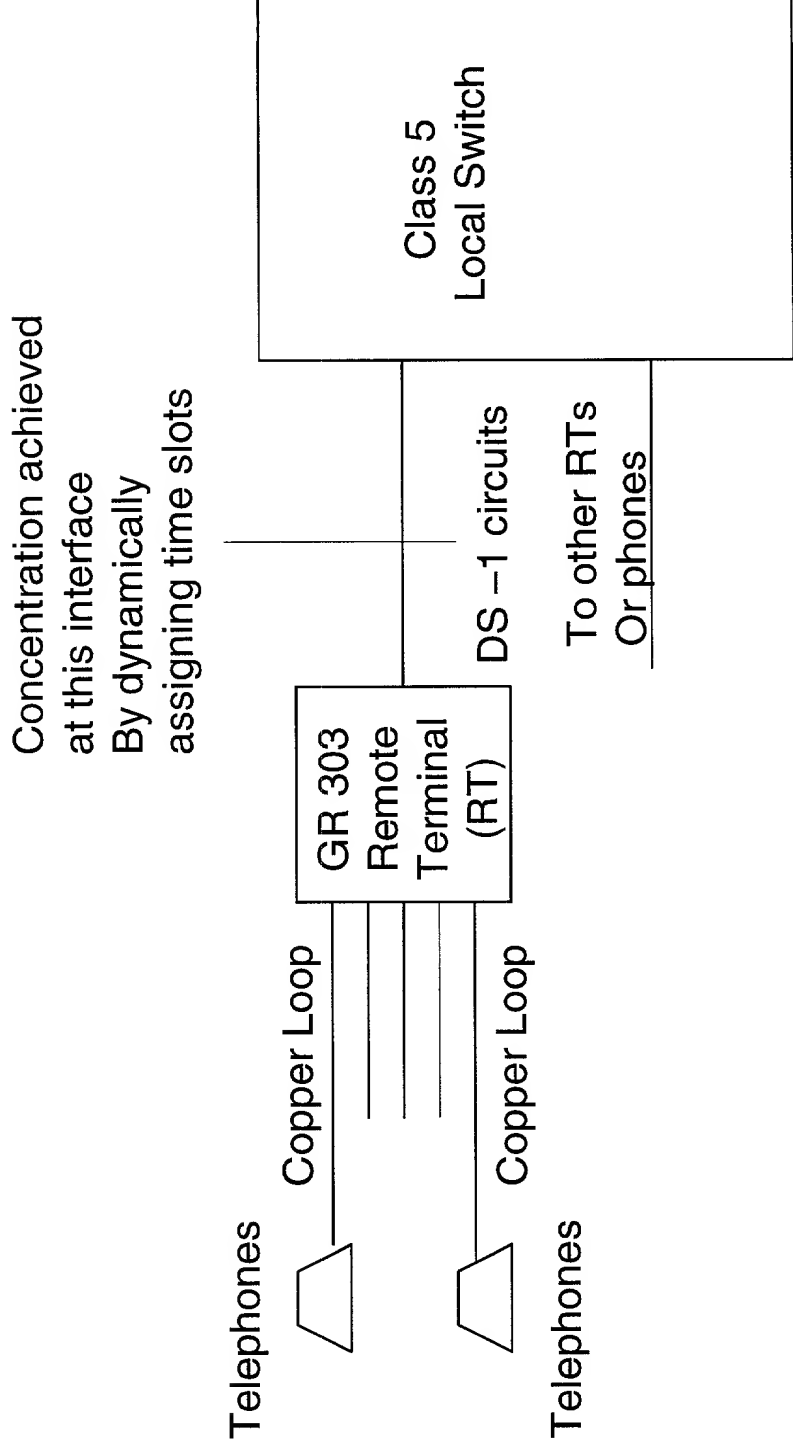 Concentration achieved
at this interface
By dynamically
assigning time slots
Telephones
Copper Loop
GR 303
Remote
Terminal
(RT)
Class 5
Local Switch
DS –1 circuits
Copper Loop
To other RTs
Or phones
Telephones